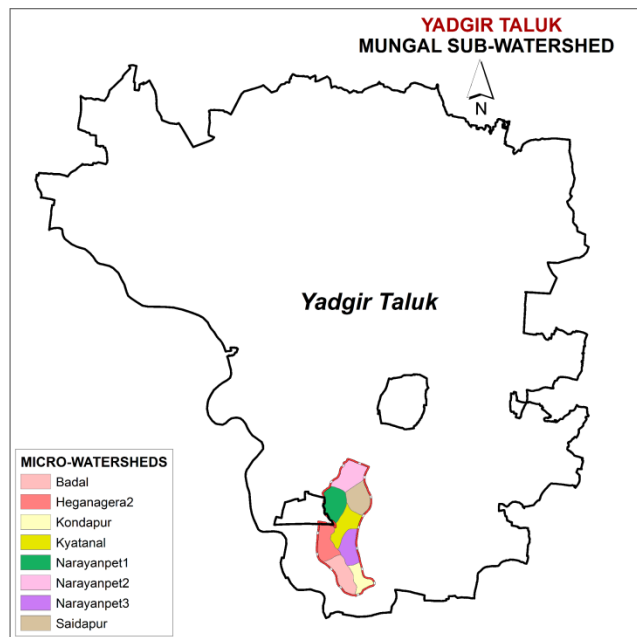 YADGIR TALUK
MUNGAL SUB-WATERSHED
N
Yadgir Taluk
MICRO-WATERSHEDS
Badal
Heganagera2
Kondapur
Kyatanal
Narayanpet1
Narayanpet2
Narayanpet3
Saidapur